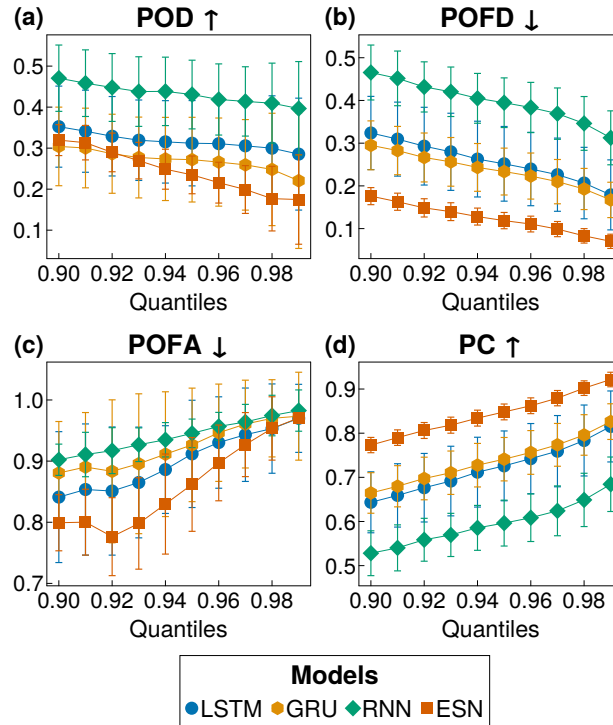 (a) POD ↑
0.5
0.4
0.3
0.2
0.1
0.90 0.92 0.94 0.96 0.98
Quantiles
(b) POFD ↓
0.5
0.4
0.3
0.2
0.1
0.90 0.92 0.94 0.96 0.98
Quantiles
(c) POFA ↓
1.0
0.9
0.8
0.7
0.90 0.92 0.94 0.96 0.98
Quantiles
(d) PC ↑
0.9
0.8
0.7
0.6
0.5
0.90 0.92 0.94 0.96 0.98
Quantiles
Models
LSTM GRU RNN ESN